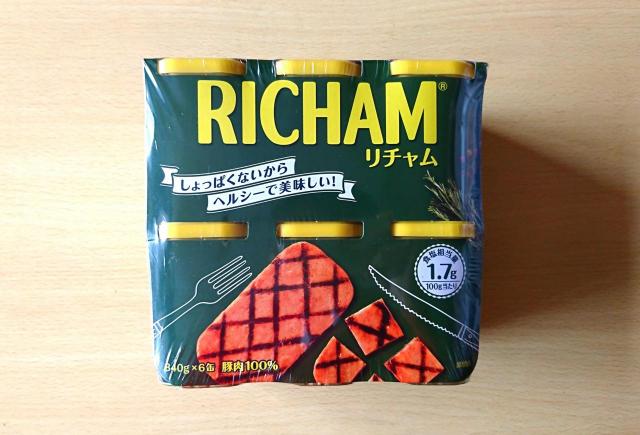 RICHAM®
リチャム
しょっぱくないから
ヘルシーで美味しい!
食塩相当量
1.7g
100gあたり
340g×6缶 豚肉100%